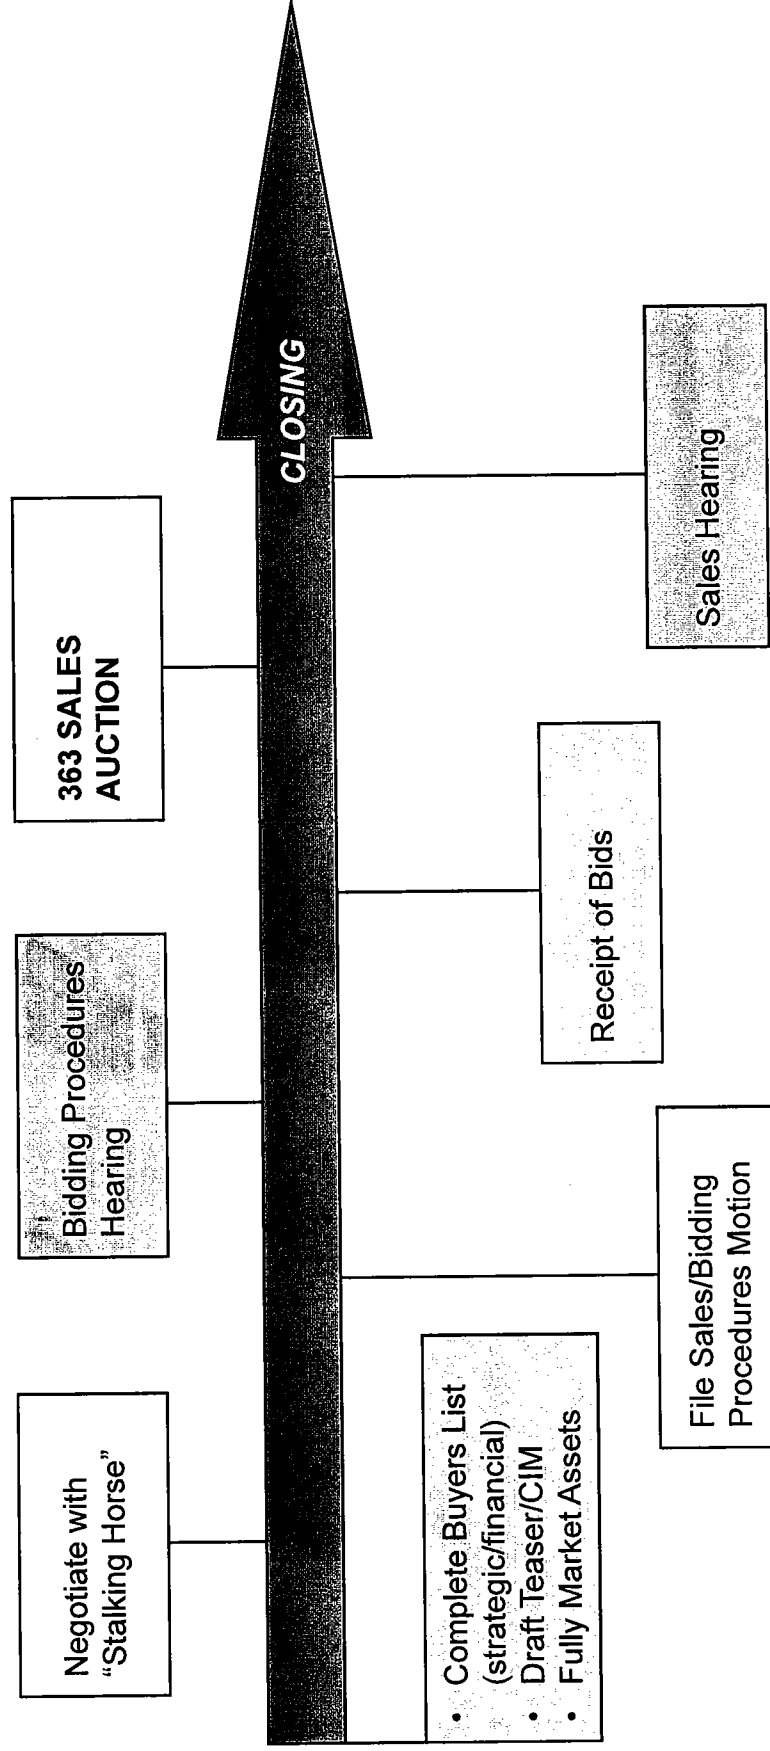 Negotiate with
“Stalking Horse”
Bidding Procedures
Hearing
363 SALES
AUCTION
CLOSING
• Complete Buyers List
(strategic/financial)
• Draft Teaser/CIM
• Fully Market Assets
File Sales/Bidding
Procedures Motion
Receipt of Bids
Sales Hearing